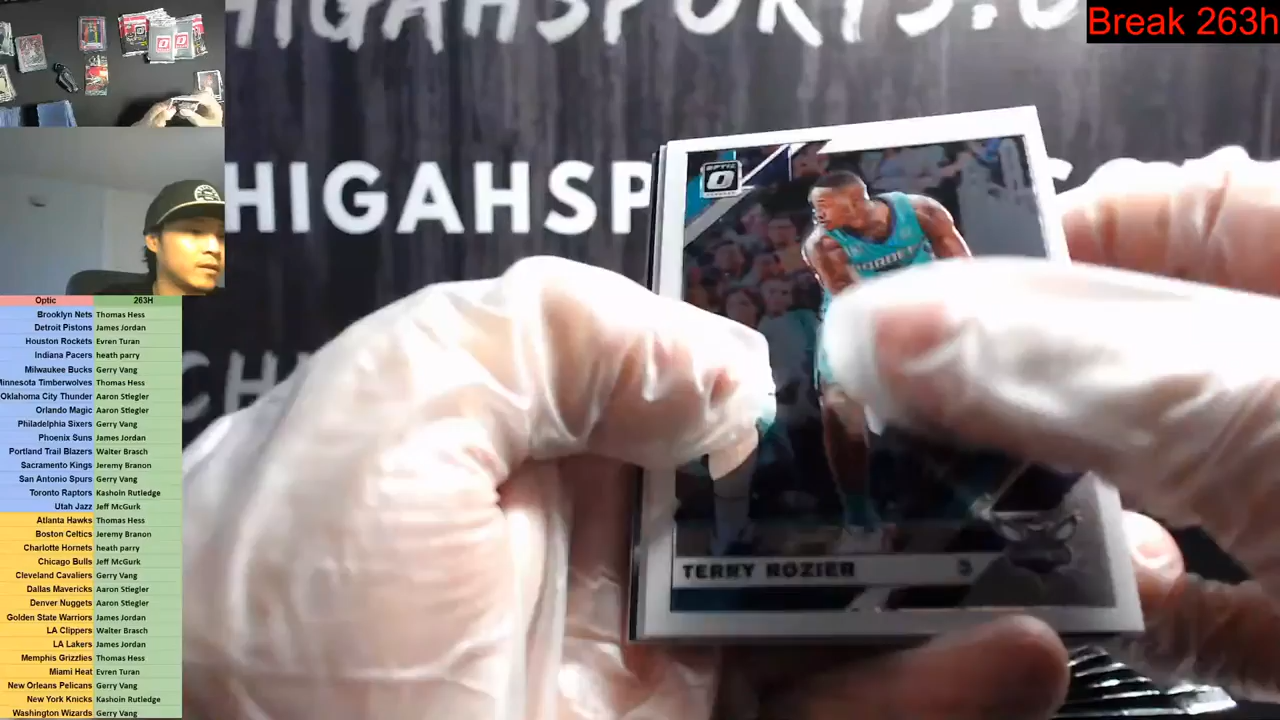 HIGAHSPORTS.C
Break 263h
HIGAHSP S
CH
OPTIC
HORNETS
TERRY ROZIER
Optic 263H
Brooklyn Nets Thomas Hess
Detroit Pistons James Jordan
Houston Rockets Evren Turan
Indiana Pacers heath parry
Milwaukee Bucks Gerry Vang
Minnesota Timberwolves Thomas Hess
Oklahoma City Thunder Aaron Stiegler
Orlando Magic Aaron Stiegler
Philadelphia Sixers Gerry Vang
Phoenix Suns James Jordan
Portland Trail Blazers Walter Brasch
Sacramento Kings Jeremy Branon
San Antonio Spurs Gerry Vang
Toronto Raptors Kashoin Rutledge
Utah Jazz Jeff McGurk
Atlanta Hawks Thomas Hess
Boston Celtics Jeremy Branon
Charlotte Hornets heath parry
Chicago Bulls Jeff McGurk
Cleveland Cavaliers Gerry Vang
Dallas Mavericks Aaron Stiegler
Denver Nuggets Aaron Stiegler
Golden State Warriors James Jordan
LA Clippers Walter Brasch
LA Lakers James Jordan
Memphis Grizzlies Thomas Hess
Miami Heat Evren Turan
New Orleans Pelicans Gerry Vang
New York Knicks Kashoin Rutledge
Washington Wizards Gerry Vang